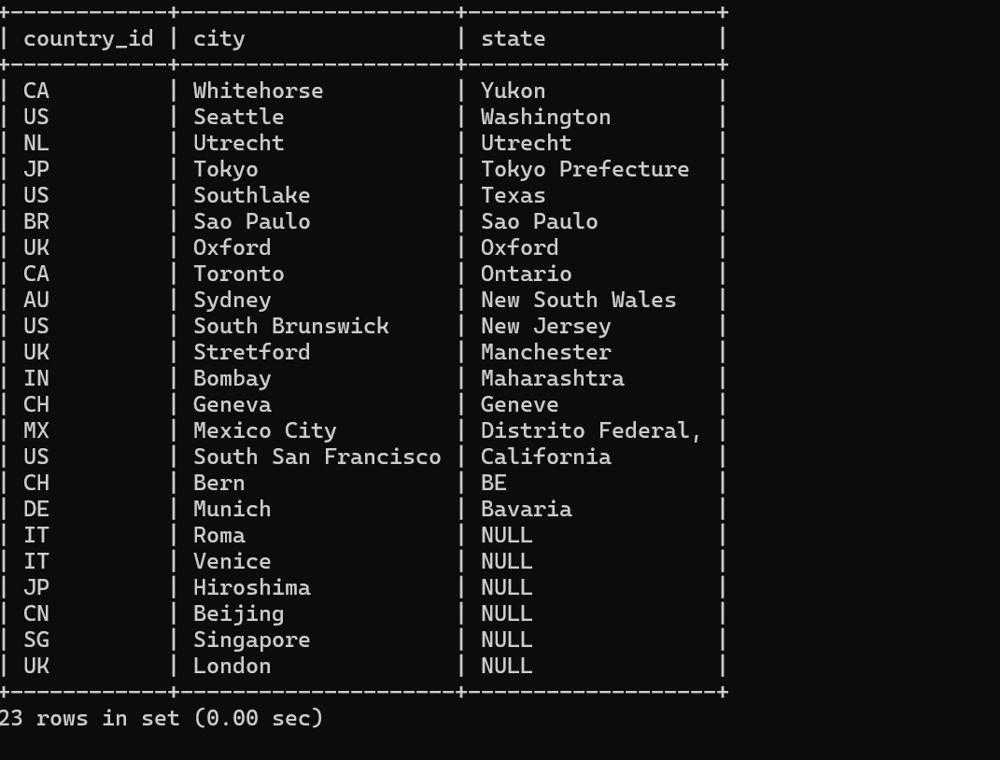 +------------+---------------------+-------------------+
| country_id | city                | state             |
+------------+---------------------+-------------------+
| CA         | Whitehorse          | Yukon             |
| US         | Seattle             | Washington        |
| NL         | Utrecht             | Utrecht           |
| JP         | Tokyo               | Tokyo Prefecture  |
| US         | Southlake           | Texas             |
| BR         | Sao Paulo           | Sao Paulo         |
| UK         | Oxford              | Oxford            |
| CA         | Toronto             | Ontario           |
| AU         | Sydney              | New South Wales   |
| US         | South Brunswick     | New Jersey        |
| UK         | Stretford           | Manchester        |
| IN         | Bombay              | Maharashtra       |
| CH         | Geneva              | Geneve            |
| MX         | Mexico City         | Distrito Federal, |
| US         | South San Francisco | California        |
| CH         | Bern                | BE                |
| DE         | Munich              | Bavaria           |
| IT         | Roma                | NULL              |
| IT         | Venice              | NULL              |
| JP         | Hiroshima           | NULL              |
| CN         | Beijing             | NULL              |
| SG         | Singapore           | NULL              |
| UK         | London              | NULL              |
+------------+---------------------+-------------------+
23 rows in set (0.00 sec)